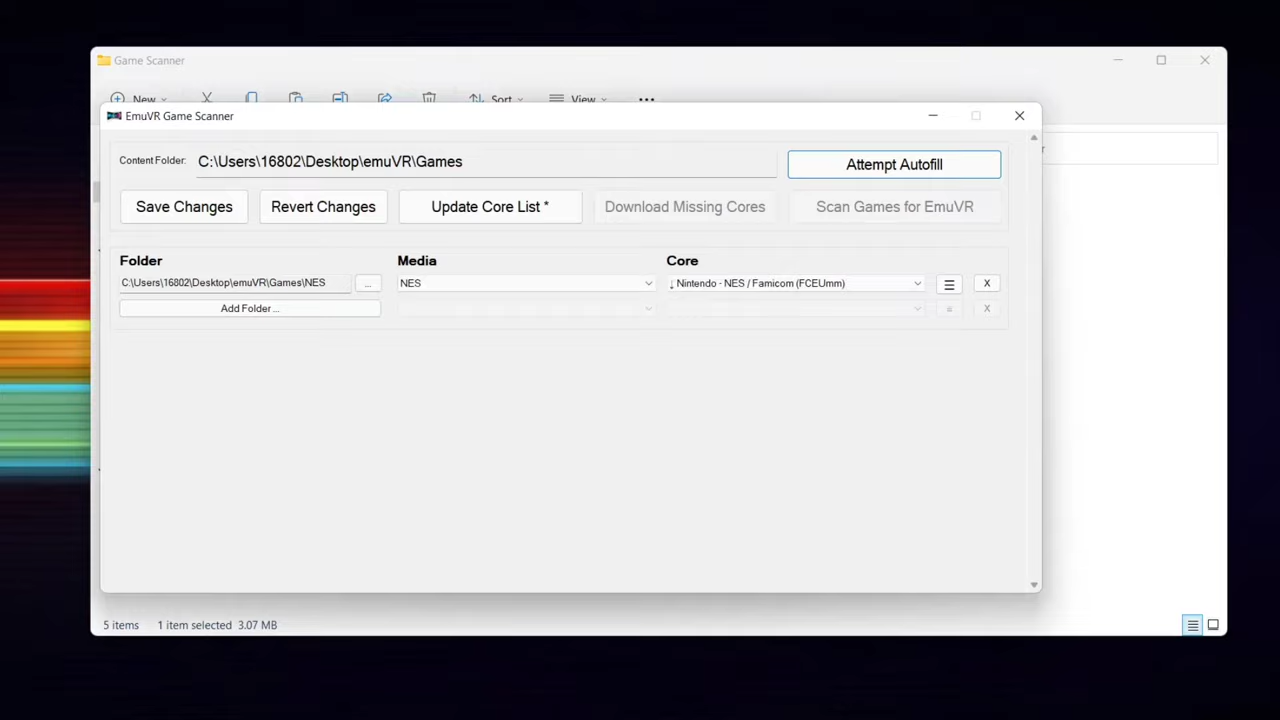 Game Scanner
New
Sort
View
EmuVR Game Scanner
Content Folder:
C:\Users\16802\Desktop\emuVR\Games
Attempt Autofill
Save Changes
Revert Changes
Update Core List *
Download Missing Cores
Scan Games for EmuVR
Folder
Media
Core
C:\Users\16802\Desktop\emuVR\Games\NES
...
NES
↓ Nintendo - NES / Famicom (FCEUmm)
X
Add Folder...
X
5 items
1 item selected 3.07 MB